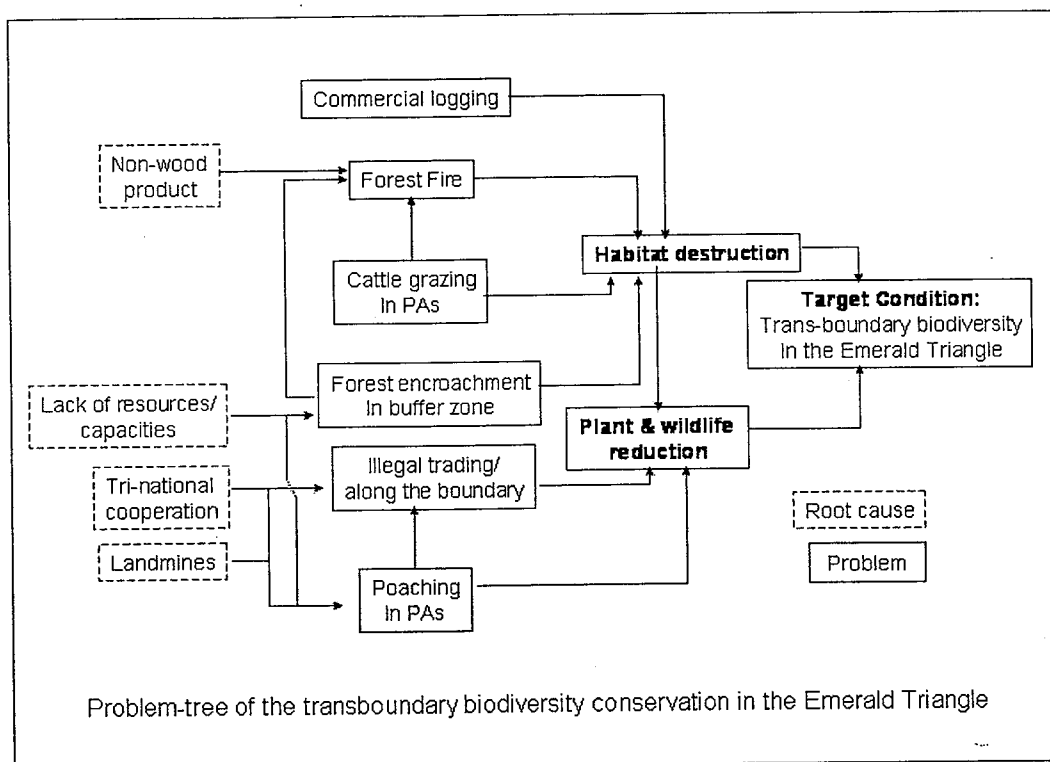 Commercial logging
Non-wood
product
Forest Fire
Habitat destruction
Cattle grazing
In PAs
Target Condition:
Trans-boundary biodiversity
In the Emerald Triangle
Forest encroachment
In buffer zone
Lack of resources/
capacities
Plant & wildlife
reduction
Illegal trading/
along the boundary
Tri-national
cooperation
Root cause
Landmines
Problem
Poaching
In PAs
Problem-tree of the transboundary biodiversity conservation in the Emerald Triangle